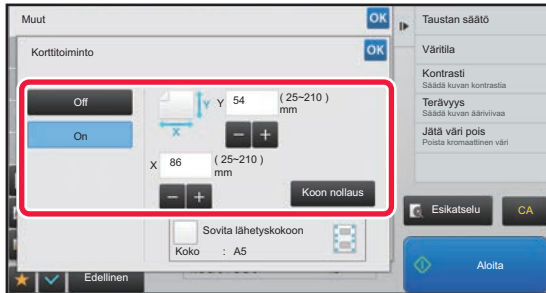 Muut
OK
Korttitoiminto
OK
Off
On
Y
X
Y 54 ( 25~210 )
mm
X 86 ( 25~210 )
mm
Koon nollaus
Sovita lähetyskokoon
Koko : A5
Edellinen
Taustan säätö
Väritila
Kontrasti
Säädä kuvan kontrastia
Terävyys
Säädä kuvan ääriviivaa
Jätä väri pois
Poista kromaattinen väri
Esikatselu
CA
Aloita